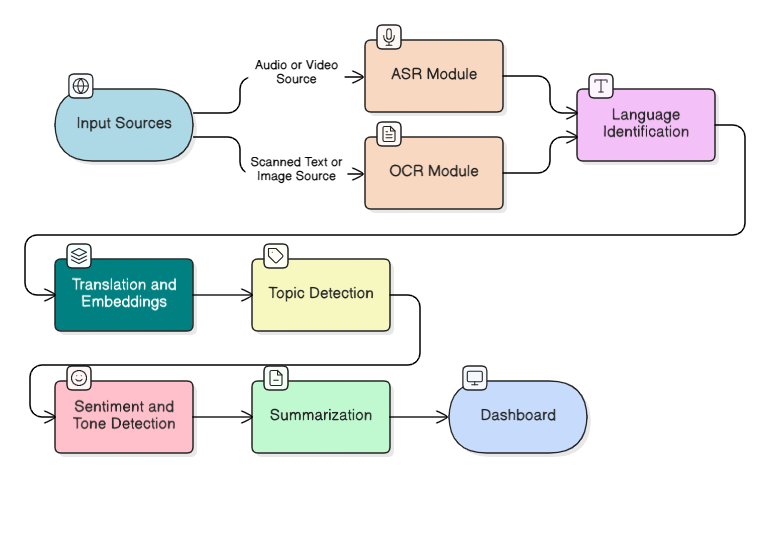 Input Sources
Audio or Video
Source
Scanned Text or
Image Source
ASR Module
OCR Module
Language
Identification
Translation and
Embeddings
Topic Detection
Sentiment and
Tone Detection
Summarization
Dashboard